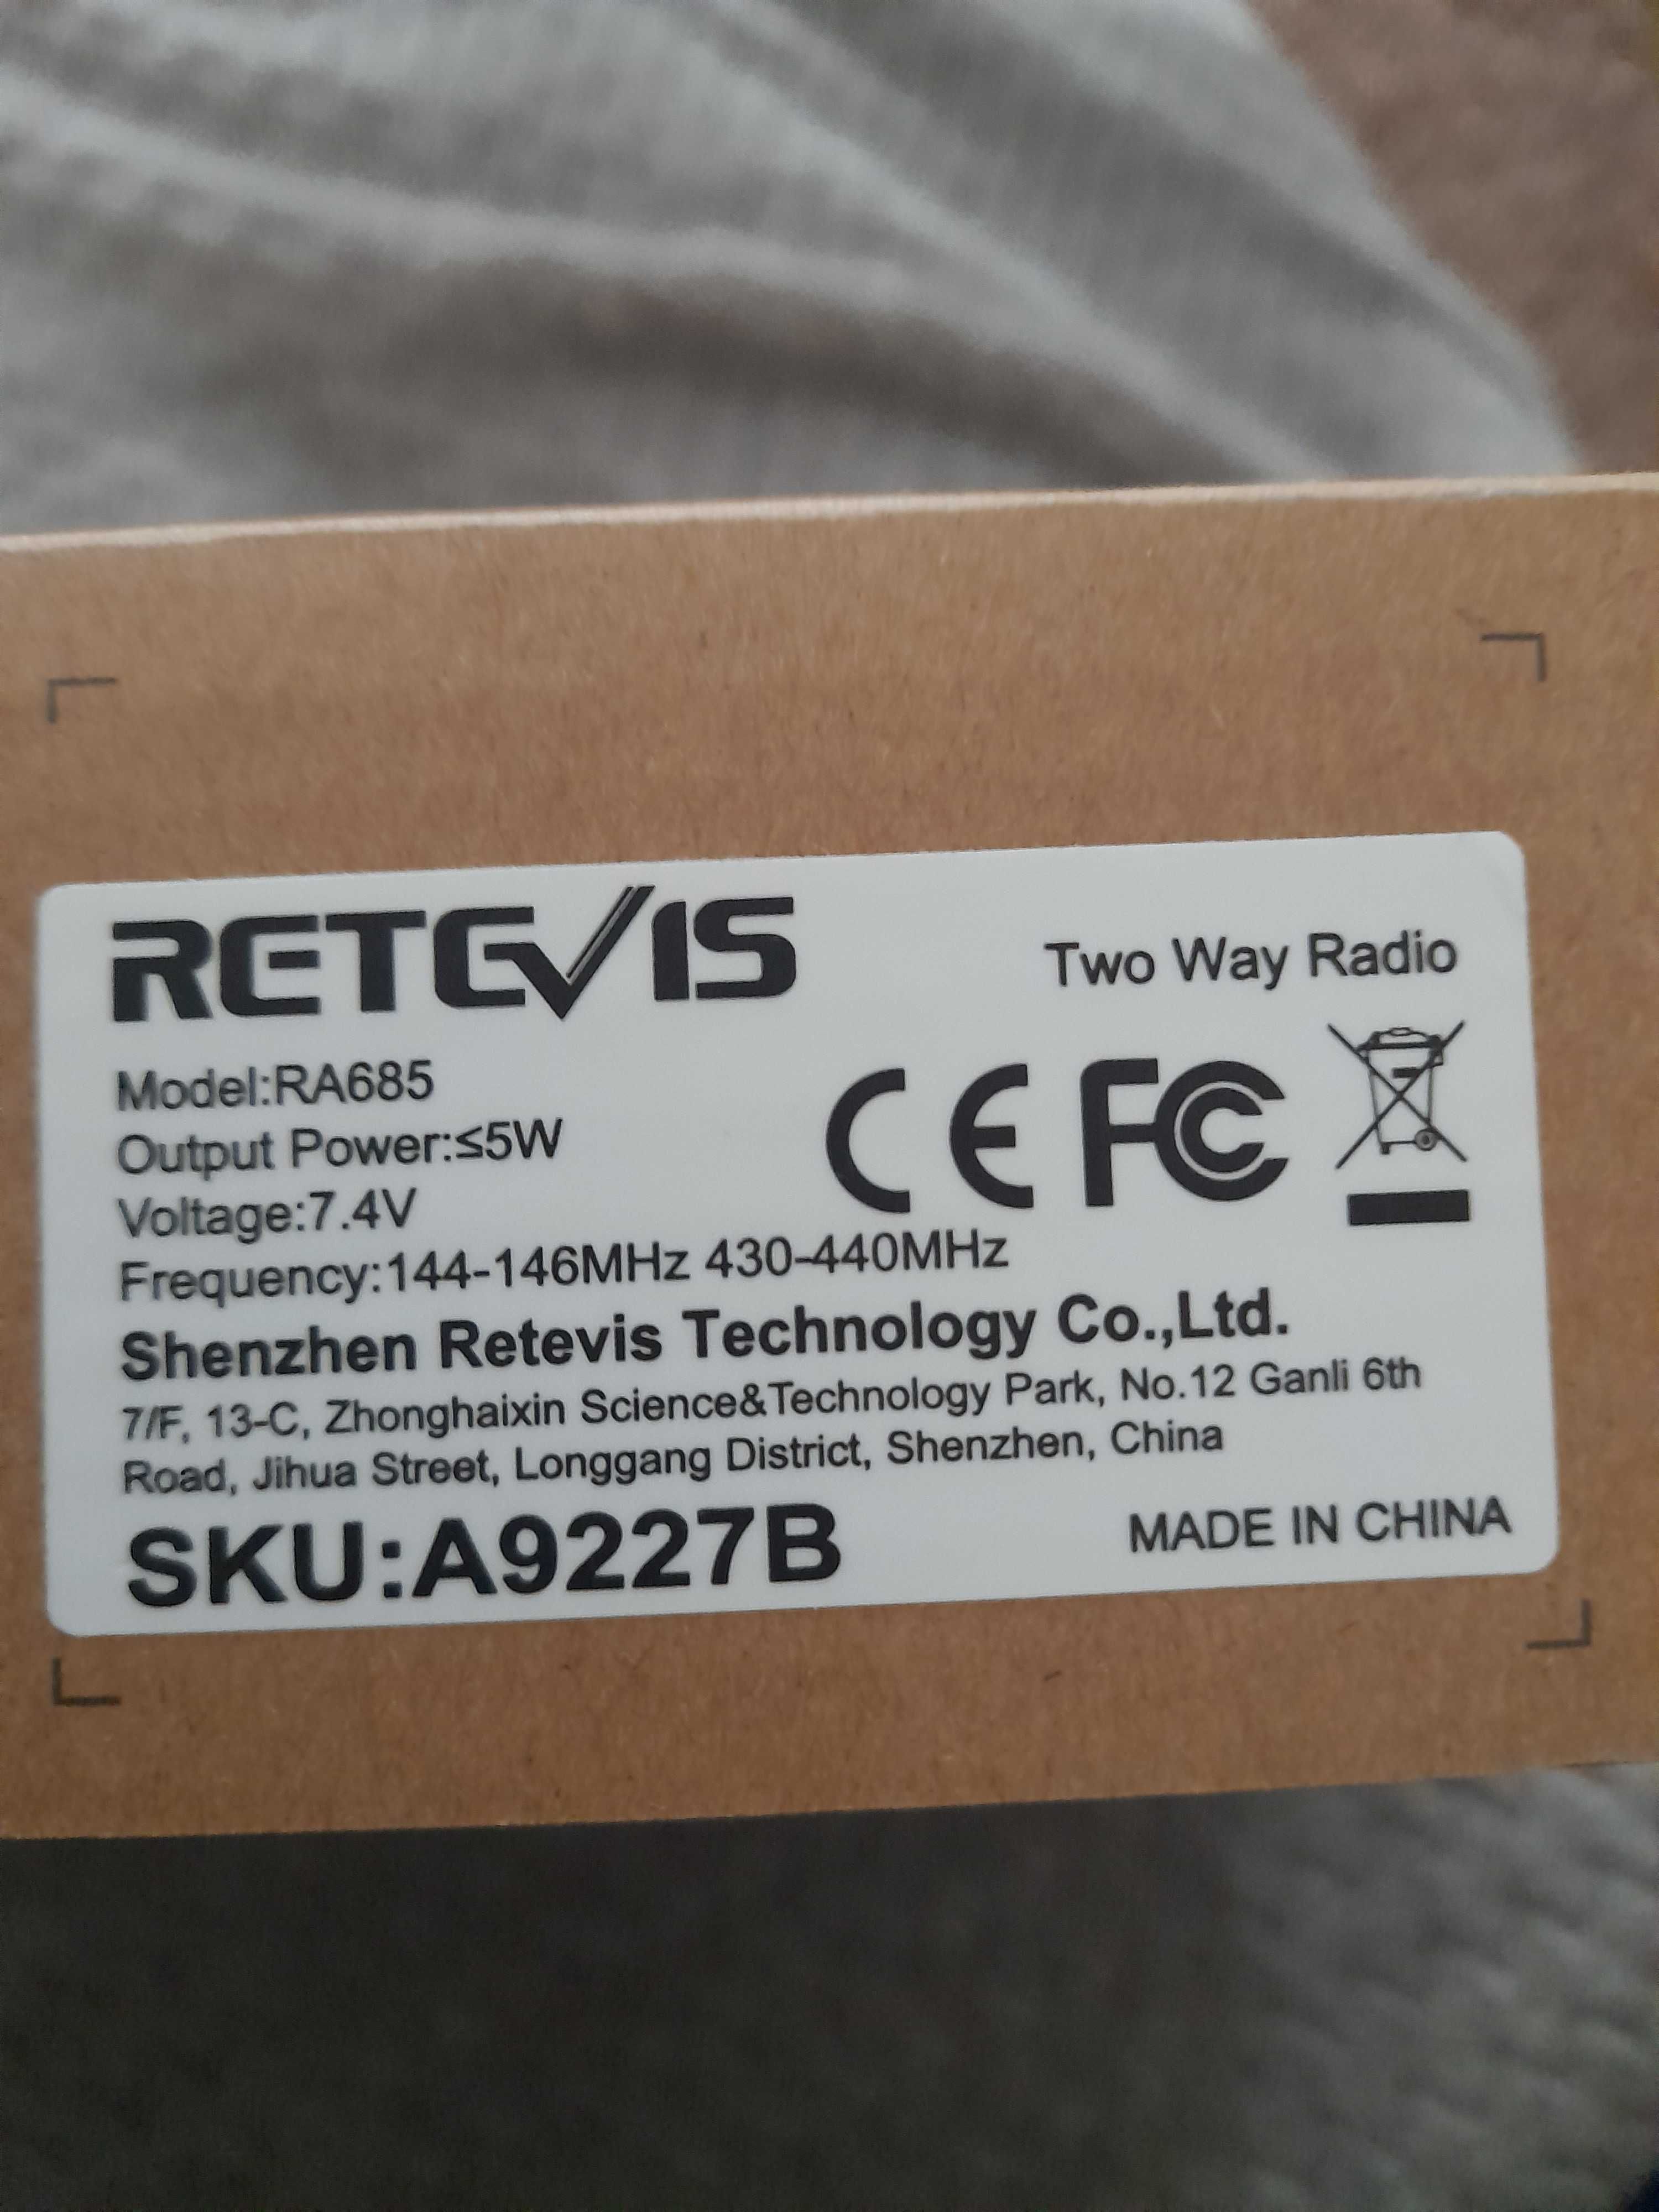 RETEVIS
Two Way Radio
Model:RA685
Output Power:≤5W
Voltage:7.4V
CE FC
Frequency:144-146MHz 430-440MHz
Shenzhen Retevis Technology Co.,Ltd.
7/F, 13-C, Zhonghaixin Science&Technology Park, No.12 Ganli 6th
Road, Jihua Street, Longgang District, Shenzhen, China
SKU:A9227B
MADE IN CHINA